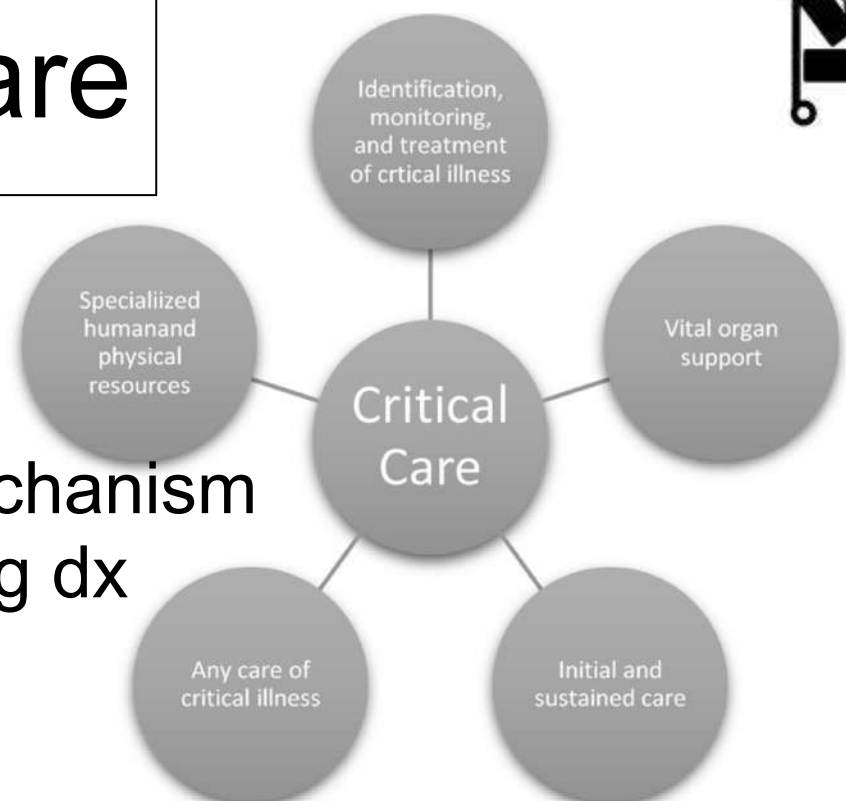 are
Identification,
monitoring,
and treatment
of crtical illness
Specialiized
humanand
physical
resources
Vital organ
support
Critical
Care
chanism
g dx
Any care of
critical illness
Initial and
sustained care